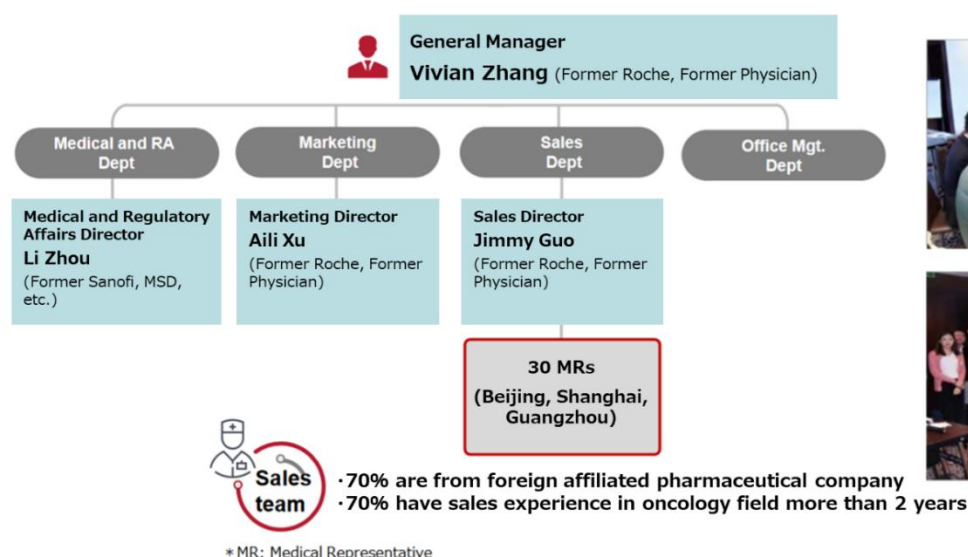 General Manager
Vivian Zhang (Former Roche, Former Physician)
Medical and RA
Dept
Marketing
Dept
Sales
Dept
Office Mgt.
Dept
Medical and Regulatory
Affairs Director
Li Zhou
(Former Sanofi, MSD,
etc.)
Marketing Director
Aili Xu
(Former Roche, Former
Physician)
Sales Director
Jimmy Guo
(Former Roche, Former
Physician)
30 MRs
(Beijing, Shanghai,
Guangzhou)
Sales
team
·70% are from foreign affiliated pharmaceutical company
·70% have sales experience in oncology field more than 2 years
*MR: Medical Representative